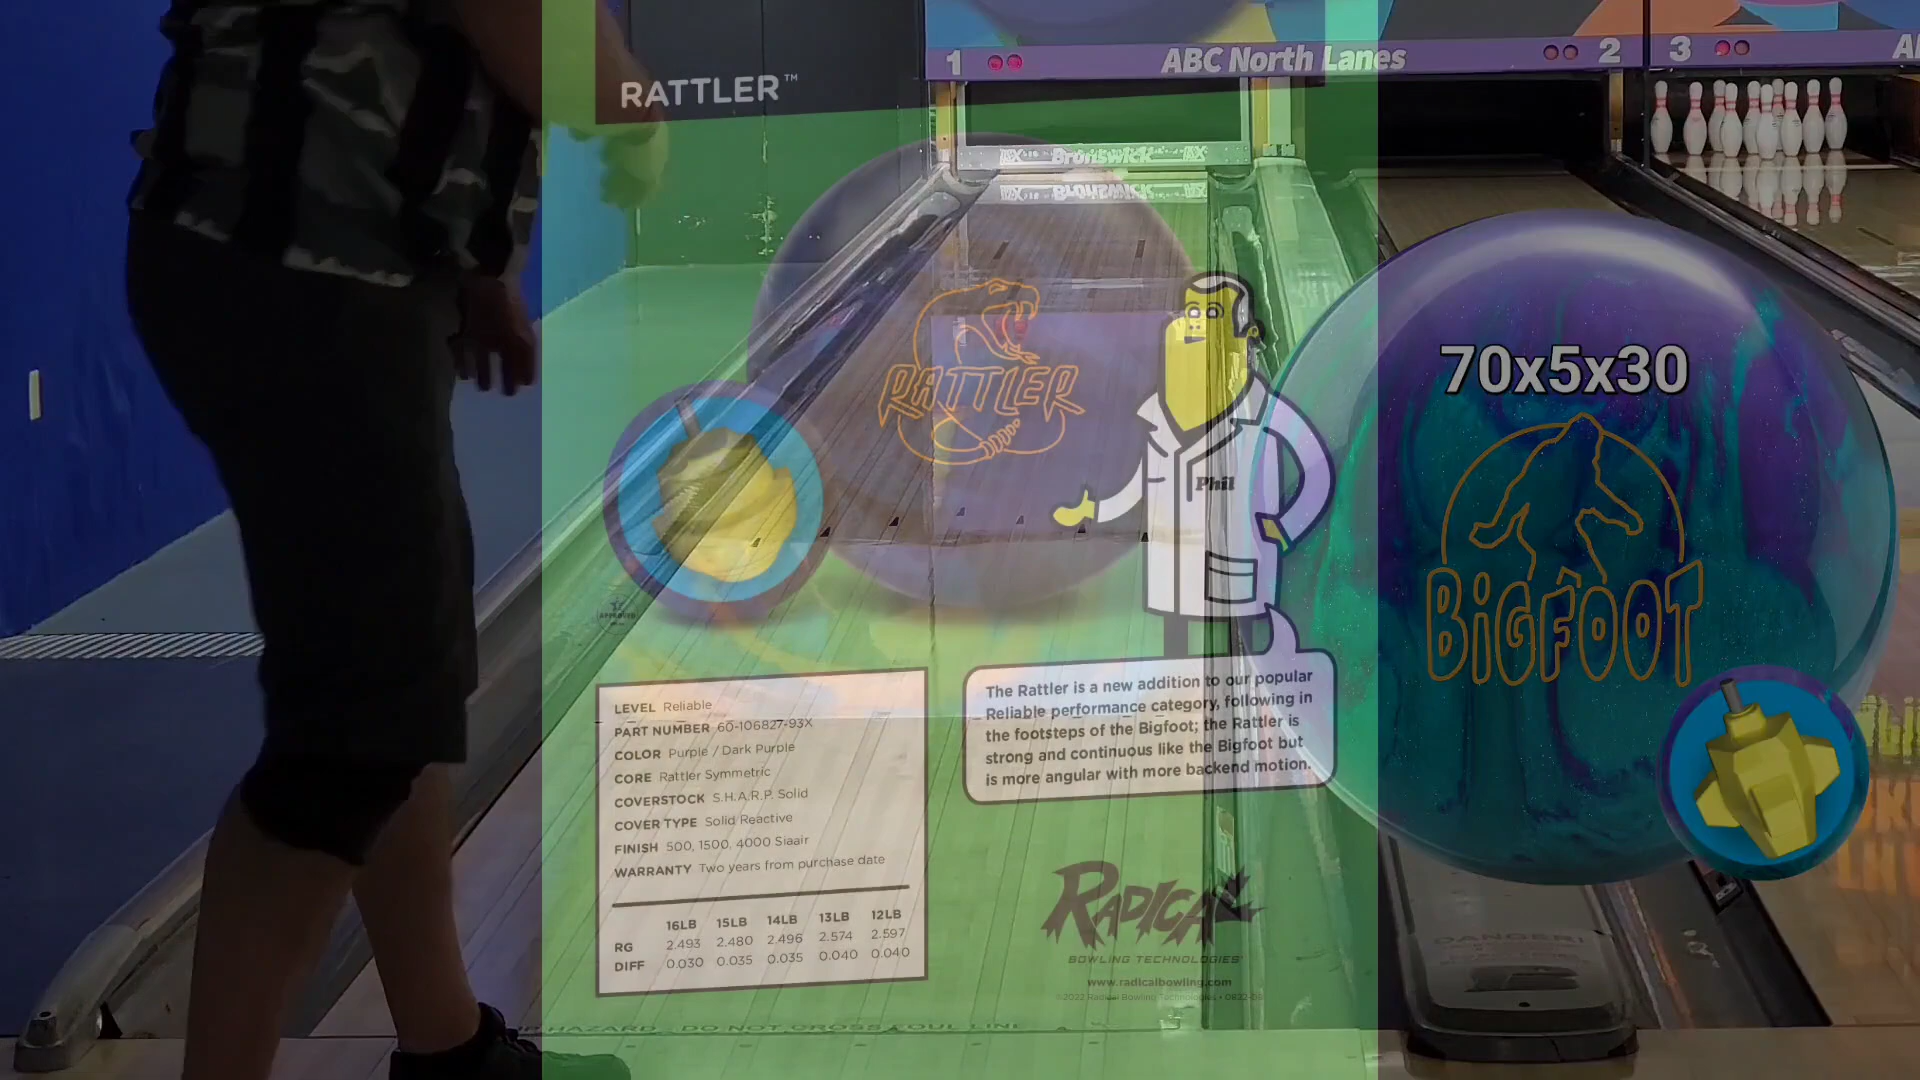 RATTLER™
1
ABC North Lanes
2
3
Brunswick
70x5x30
RATTLER
Phil
BiGFOOT
APPROVED
LEVEL Reliable
PART NUMBER 60-106827-93X
COLOR Purple / Dark Purple
CORE Rattler Symmetric
COVERSTOCK S.H.A.R.P. Solid
COVER TYPE Solid Reactive
FINISH 500, 1500, 4000 Siaair
WARRANTY Two years from purchase date
16LB 15LB 14LB 13LB 12LB
RG 2.493 2.480 2.496 2.574 2.597
DIFF 0.030 0.035 0.035 0.040 0.040
The Rattler is a new addition to our popular
Reliable performance category, following in
the footsteps of the Bigfoot; the Rattler is
strong and continuous like the Bigfoot but
is more angular with more backend motion.
RADICAL
BOWLING TECHNOLOGIES
www.radicalbowling.com
©2022 Radical Bowling Technologies •
DANGER!
HAZARD DO NOT CROSS FOUL LINE